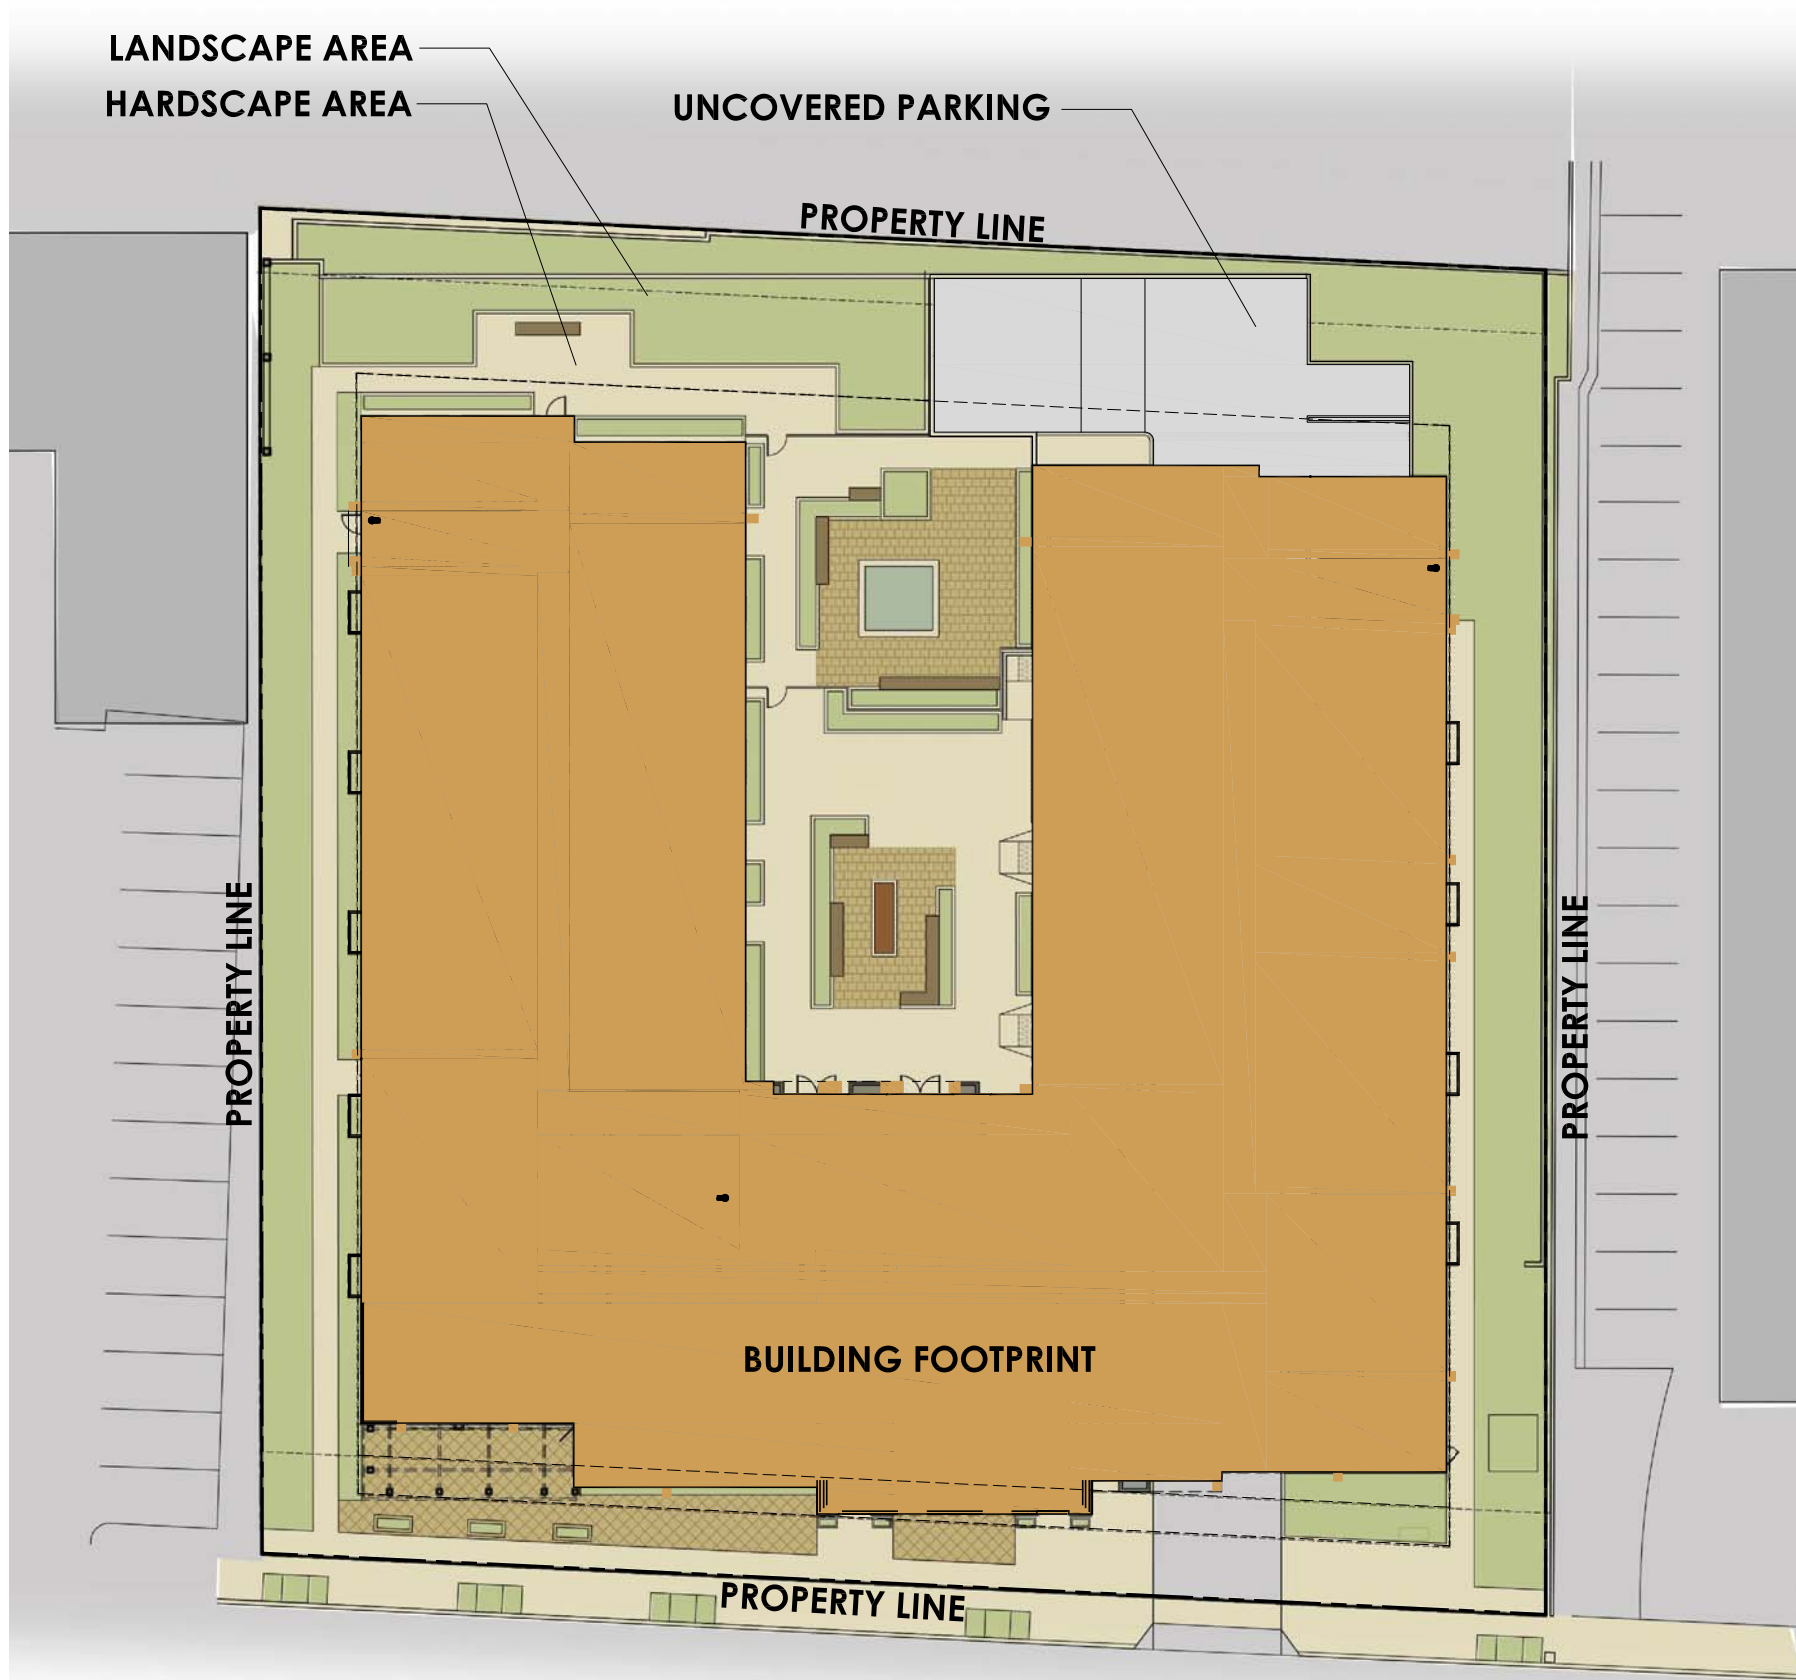 LANDSCAPE AREA
HARDSCAPE AREA
UNCOVERED PARKING
PROPERTY LINE
PROPERTY LINE
PROPERTY LINE
BUILDING FOOTPRINT
PROPERTY LINE